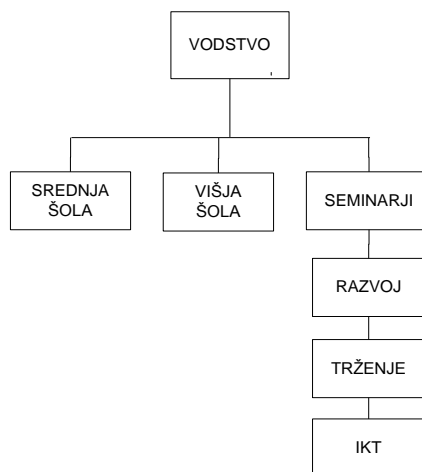 VODSTVO
SREDNJA
ŠOLA
VIŠJA
ŠOLA
SEMINARJI
RAZVOJ
TRŽENJE
IKT